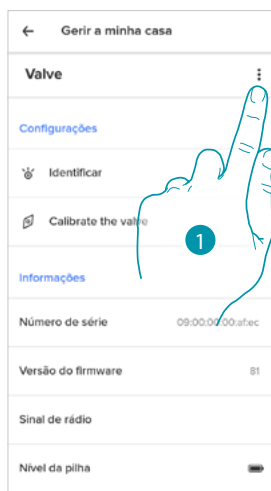 Gerir a minha casa
Valve
Configurações
Identificar
Calibrate the valve
1
Informações
Número de série 09:00:00:00:af:ec
Versão do firmware 81
Sinal de rádio
Nível da pilha